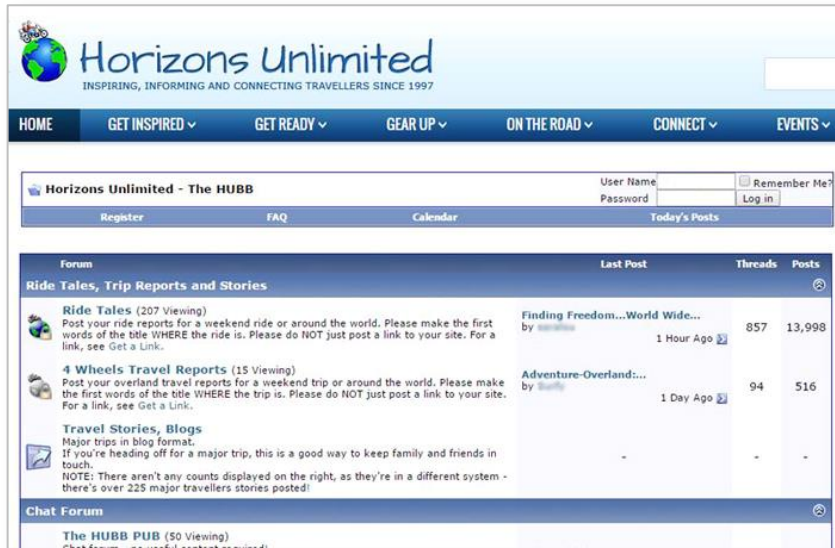 Horizons Unlimited
INSPIRING, INFORMING AND CONNECTING TRAVELLERS SINCE 1997
HOME GET INSPIRED GET READY GEAR UP ON THE ROAD CONNECT EVENTS
Horizons Unlimited - The HUBB
User Name Remember Me?
Password Log in
Register FAQ Calendar Today's Posts
Forum Last Post Threads Posts
Ride Tales, Trip Reports and Stories
Ride Tales (207 Viewing)
Post your ride reports for a weekend ride or around the world. Please make the first
words of the title WHERE the ride is. Please do NOT just post a link to your site. For a
link, see Get a Link.
Finding Freedom...World Wide...
by
1 Hour Ago
857 13,998
4 Wheels Travel Reports (15 Viewing)
Post your overland travel reports for a weekend trip or around the world. Please make
the first words of the title WHERE the trip is. Please do NOT just post a link to your site.
For a link, see Get a Link.
Adventure-Overland:...
by
1 Day Ago
94 516
Travel Stories, Blogs
Major trips in blog format.
If you're heading off for a major trip, this is a good way to keep family and friends in
touch.
NOTE: There aren't any counts displayed on the right, as they're in a different system -
there's over 225 major travellers stories posted!
- - -
Chat Forum
The HUBB PUB (50 Viewing)
Chat forum - no useful content required!